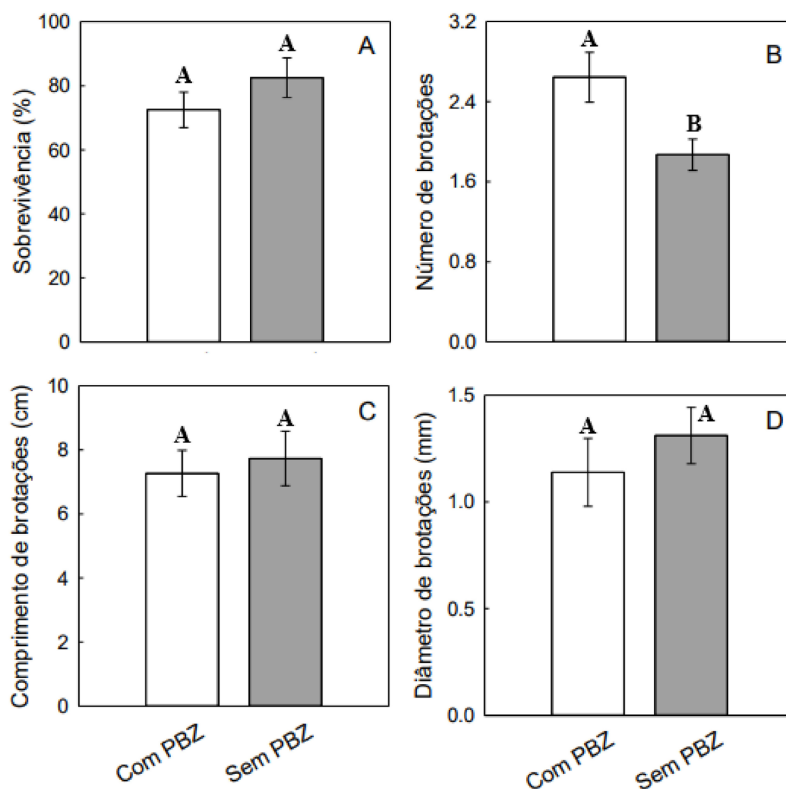 Sobrevivência (%)
100
80
60
40
20
0
A
A
A
Número de brotações
3.2
2.4
1.6
0.8
0.0
A
B
B
Comprimento de brotações (cm)
10
8
6
4
2
0
A
A
C
Com PBZ
Sem PBZ
Diâmetro de brotações (mm)
1.5
1.0
0.5
0.0
A
A
D
Com PBZ
Sem PBZ